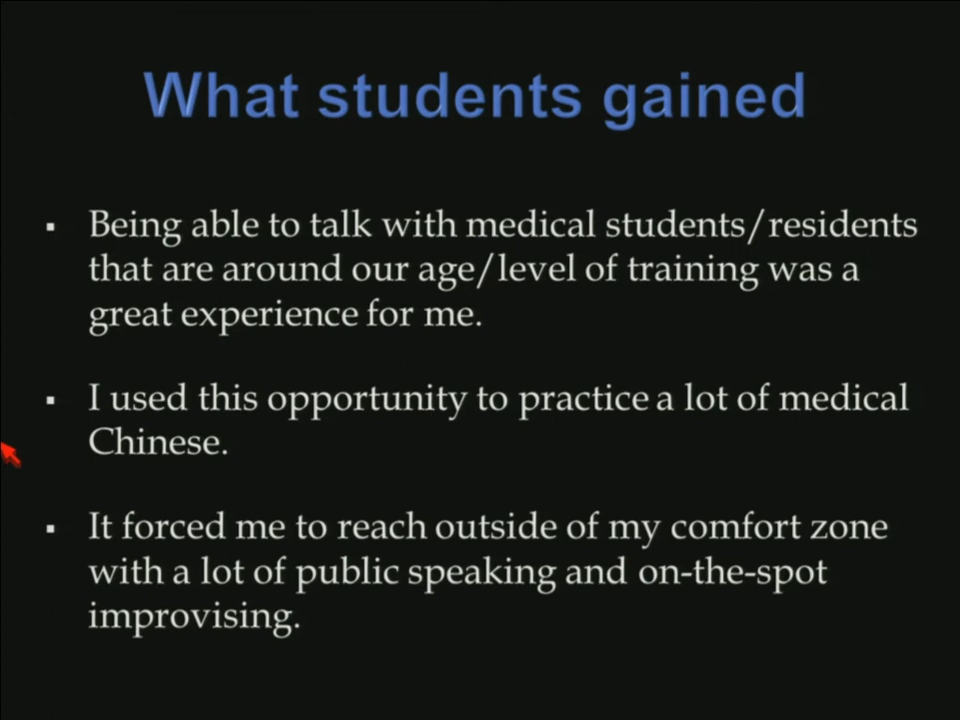 What students gained
▪ Being able to talk with medical students/residents
that are around our age/level of training was a
great experience for me.
▪ I used this opportunity to practice a lot of medical
Chinese.
▪ It forced me to reach outside of my comfort zone
with a lot of public speaking and on-the-spot
improvising.